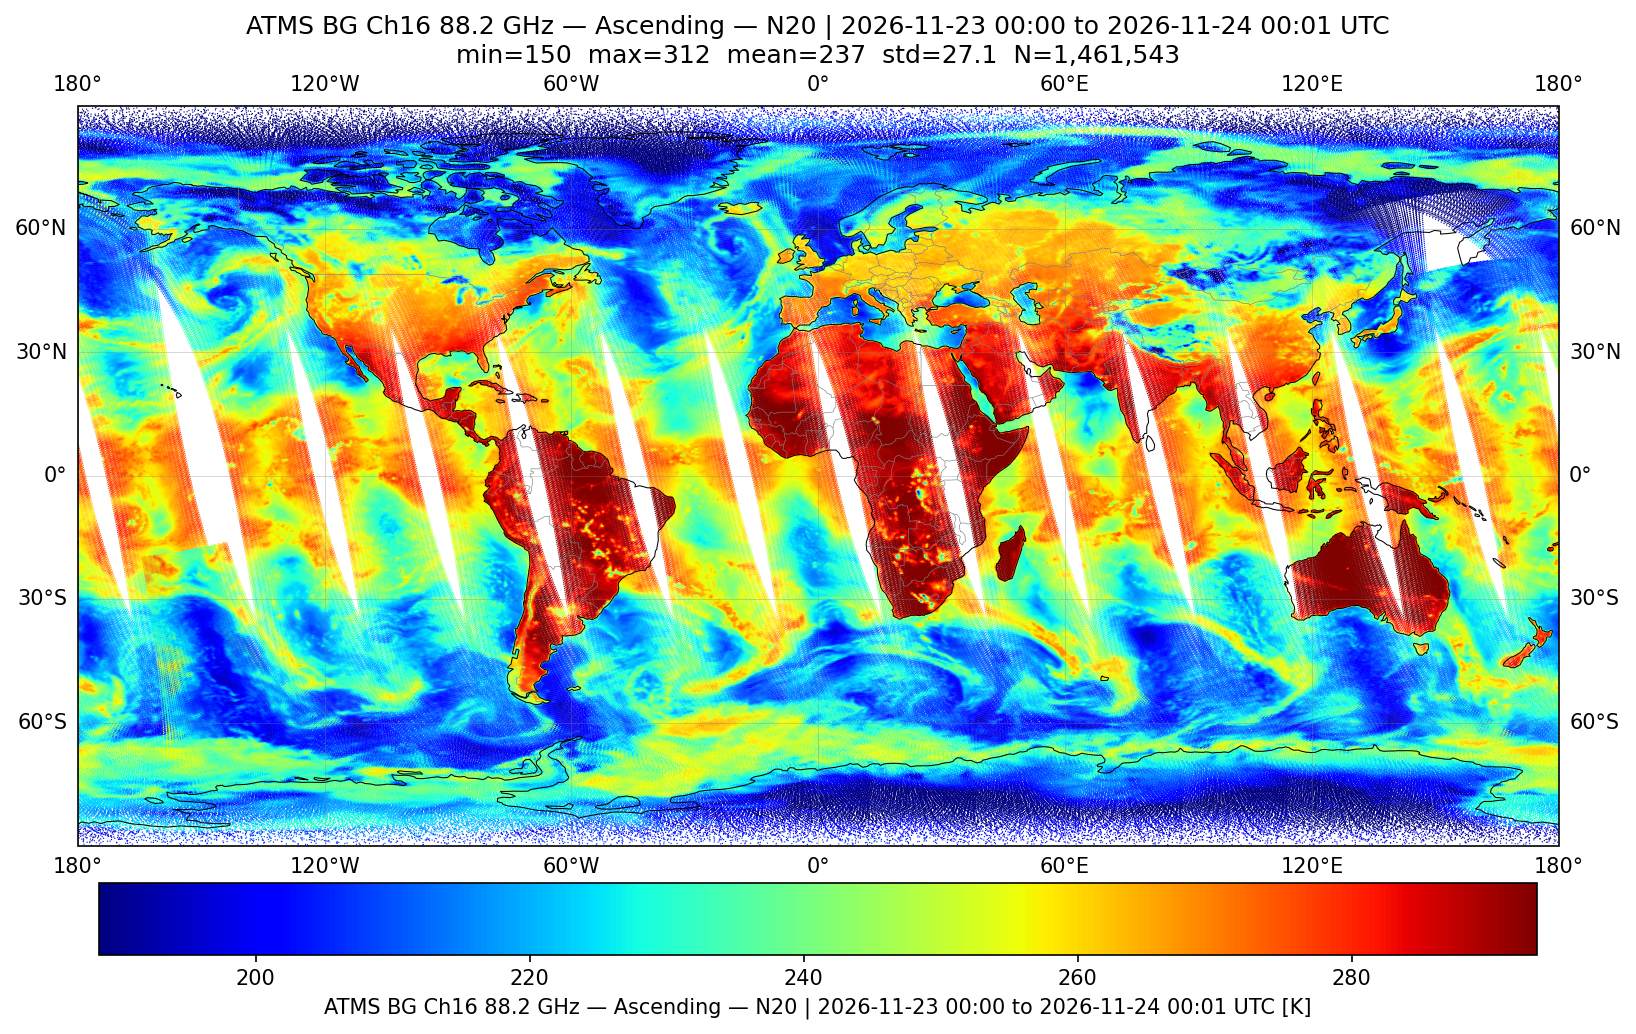 ATMS BG Ch16 88.2 GHz — Ascending — N20 | 2026-11-23 00:00 to 2026-11-24 00:01 UTC
min=150  max=312  mean=237  std=27.1  N=1,461,543
180° 120°W 60°W 0° 60°E 120°E 180°
60°N 60°N
30°N 30°N
0° 0°
30°S 30°S
60°S 60°S
180° 120°W 60°W 0° 60°E 120°E 180°
200 220 240 260 280
ATMS BG Ch16 88.2 GHz — Ascending — N20 | 2026-11-23 00:00 to 2026-11-24 00:01 UTC [K]